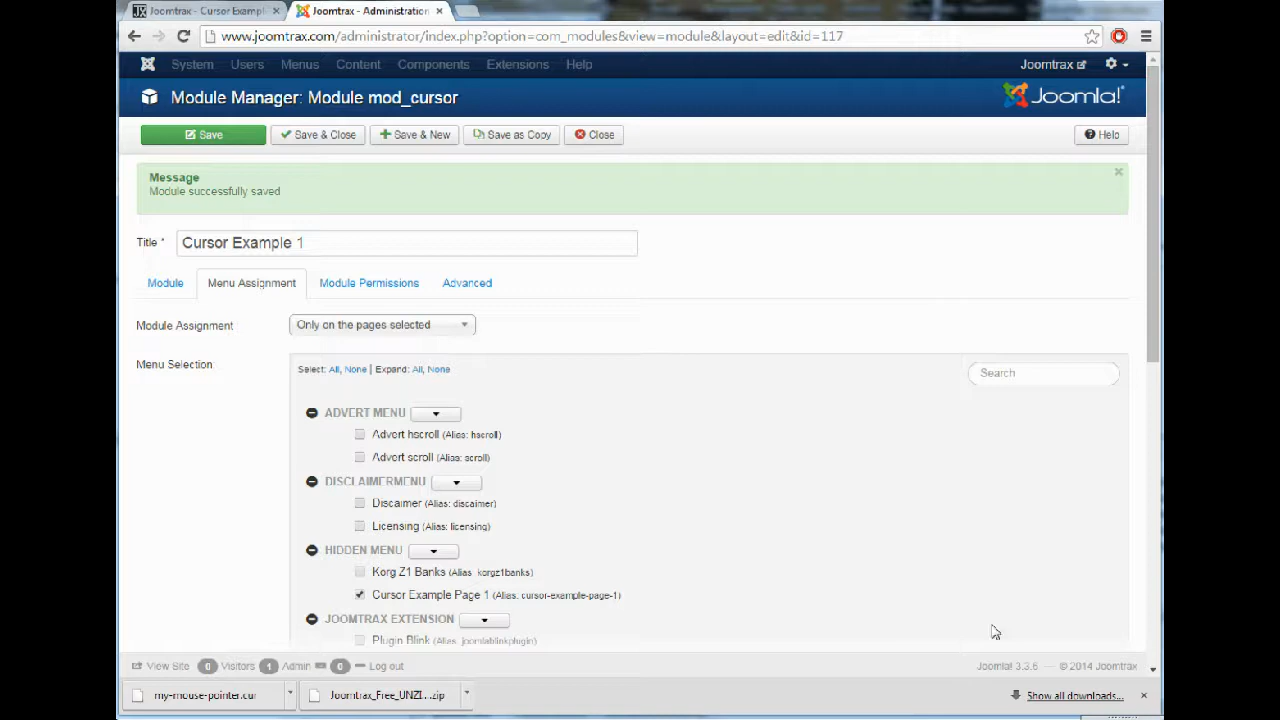 Joomtrax - Cursor Exampl
Joomtrax - Administration
www.joomtrax.com/administrator/index.php?option=com_modules&view=module&layout=edit&id=117
System Users Menus Content Components Extensions Help Joomtrax
Module Manager: Module mod_cursor Joomla!
Save Save & Close Save & New Save as Copy Close Help
Message
Module successfully saved
Title * Cursor Example 1
Module Menu Assignment Module Permissions Advanced
Module Assignment Only on the pages selected
Menu Selection
Select: All, None | Expand: All, None Search
ADVERT MENU
Advert hscroll (Alias: hscroll)
Advert scroll (Alias: scroll)
DISCLAIMERMENU
Discaimer (Alias: discaimer)
Licensing (Alias: licensing)
HIDDEN MENU
Korg Z1 Banks (Alias: korgz1banks)
Cursor Example Page 1 (Alias: cursor-example-page-1)
JOOMTRAX EXTENSION
Plugin Blink (Alias: joomlablinkplugin)
View Site 0 Visitors 1 Admin 0 Log out Joomla! 3.3.6 — © 2014 Joomtrax
my-mouse-pointer.cur Joomtrax_Free_UNZI....zip Show all downloads...